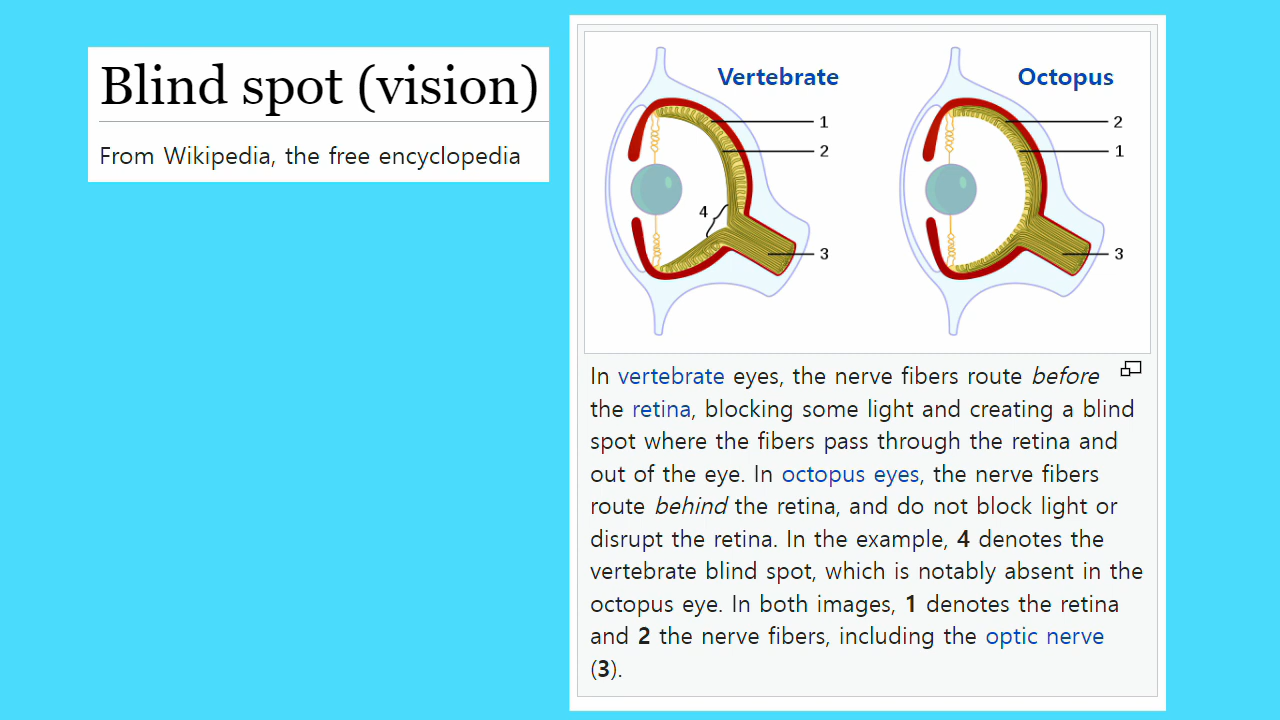 Blind spot (vision)
From Wikipedia, the free encyclopedia
Vertebrate
1
2
4
3
Octopus
2
1
3
In vertebrate eyes, the nerve fibers route before
the retina, blocking some light and creating a blind
spot where the fibers pass through the retina and
out of the eye. In octopus eyes, the nerve fibers
route behind the retina, and do not block light or
disrupt the retina. In the example, 4 denotes the
vertebrate blind spot, which is notably absent in the
octopus eye. In both images, 1 denotes the retina
and 2 the nerve fibers, including the optic nerve
(3).